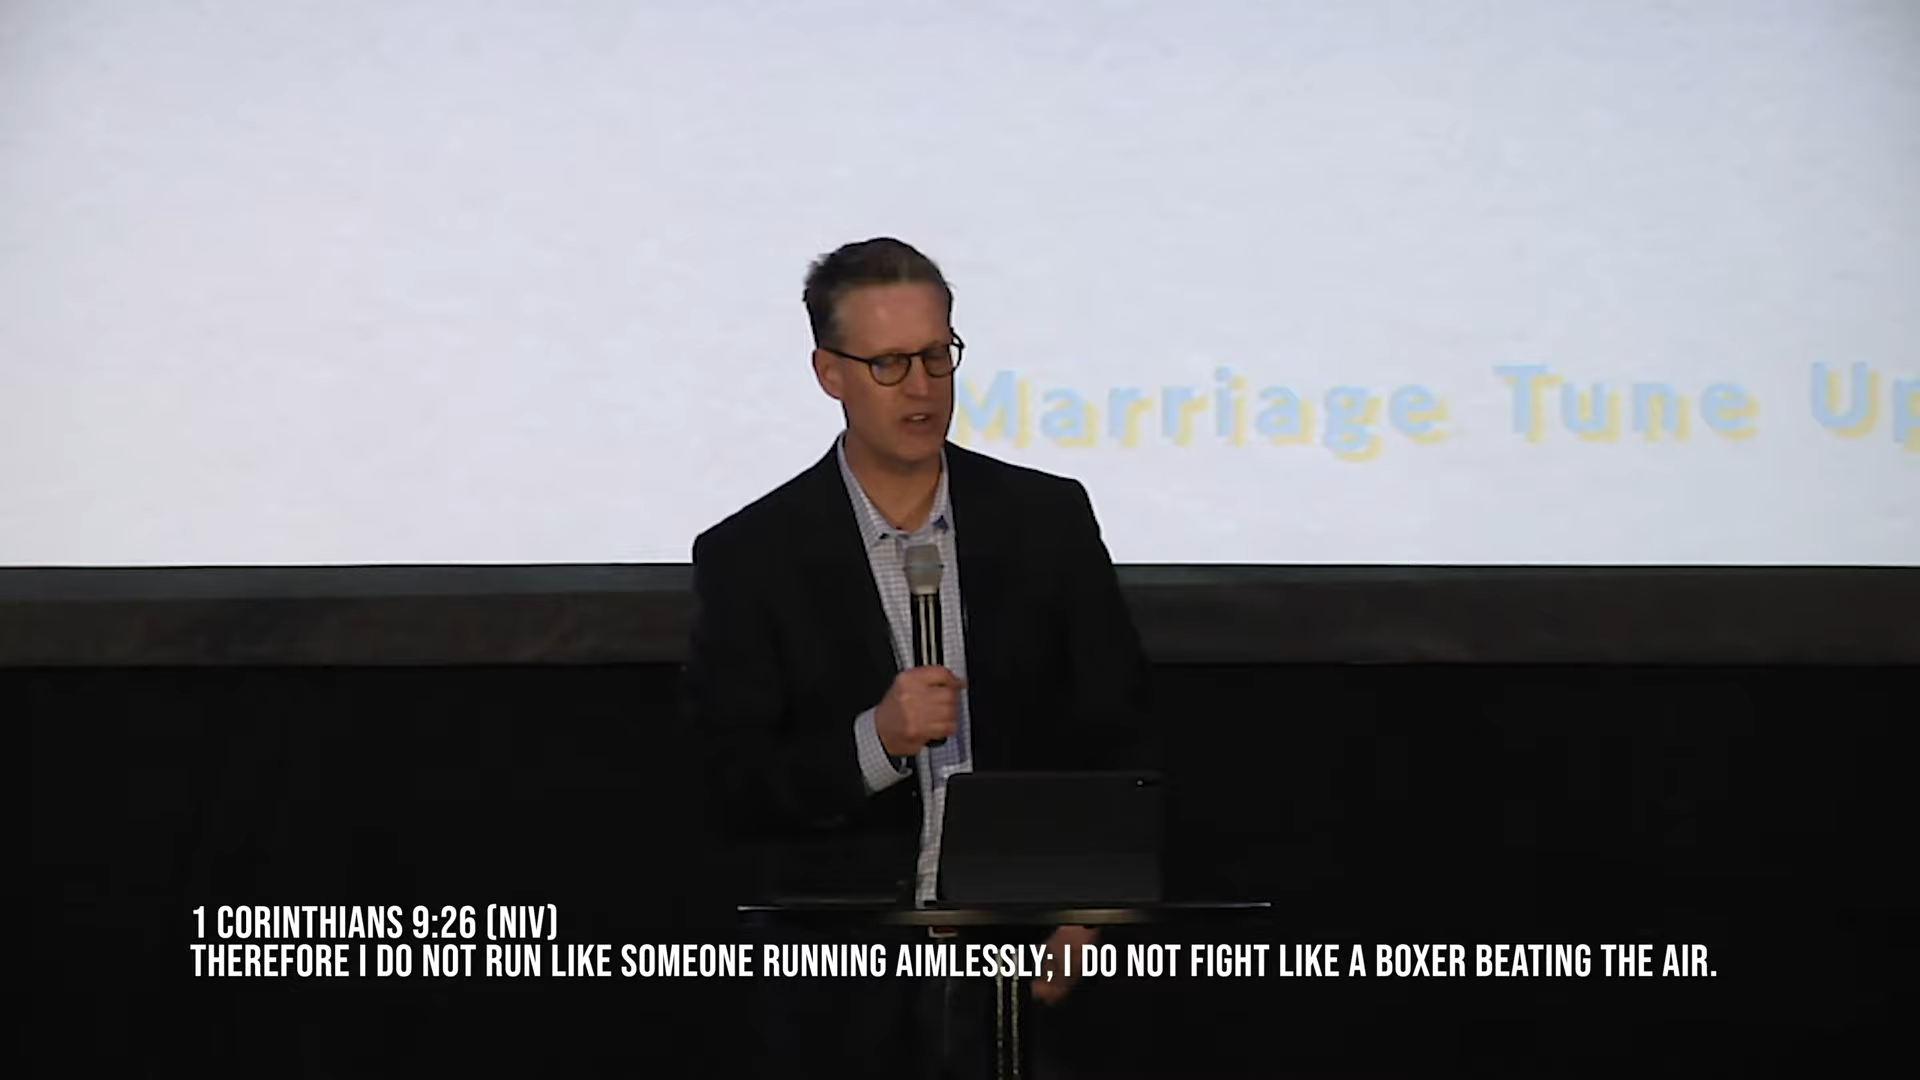 Marriage Tune Up
1 CORINTHIANS 9:26 (NIV)
THEREFORE I DO NOT RUN LIKE SOMEONE RUNNING AIMLESSLY; I DO NOT FIGHT LIKE A BOXER BEATING THE AIR.